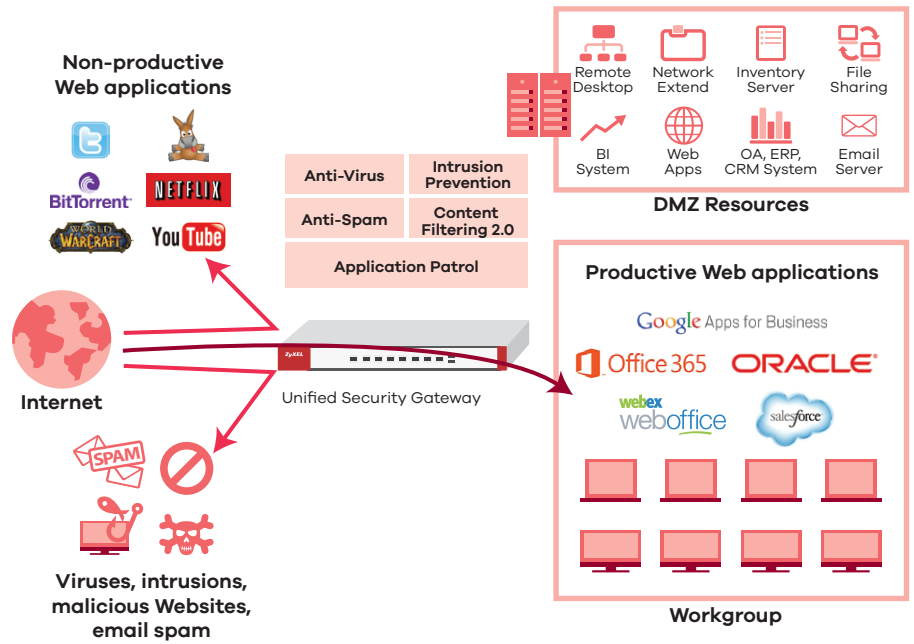 Non-productive
Web applications
BitTorrent
NETFLIX
WORLD
WARCRAFT
You Tube
Internet
SPAM
Viruses, intrusions,
malicious Websites,
email spam
Anti-Virus
Intrusion
Prevention
Anti-Spam
Content
Filtering 2.0
Application Patrol
ZyXEL
Unified Security Gateway
Remote
Desktop
Network
Extend
Inventory
Server
File
Sharing
BI
System
Web
Apps
OA, ERP,
CRM System
Email
Server
DMZ Resources
Productive Web applications
Google Apps for Business
Office 365
ORACLE®
webex
weboffice
salesforce
Workgroup